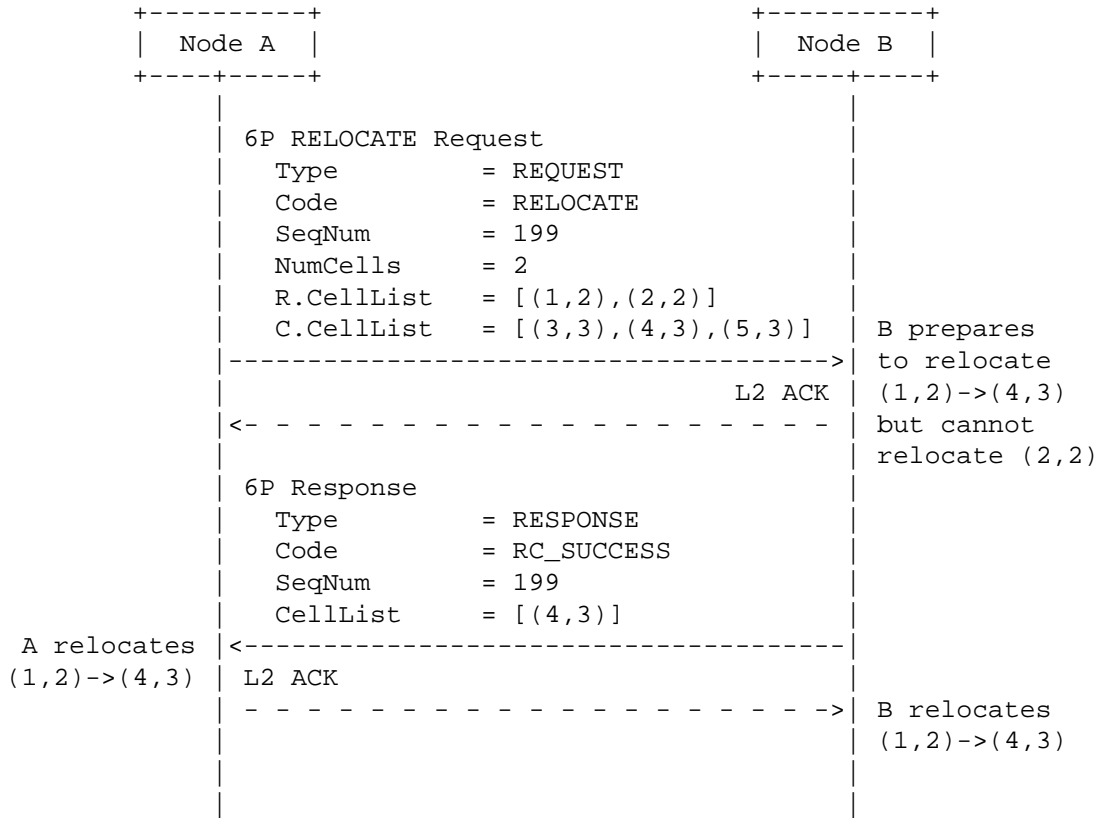 +----------+                            +----------+
|  Node A  |                            |  Node B  |
+----+-----+                            +-----+----+
     |                                        |
     | 6P RELOCATE Request                    |
     |   Type         = REQUEST               |
     |   Code         = RELOCATE              |
     |   SeqNum       = 199                   |
     |   NumCells     = 2                     |
     |   R.CellList   = [(1,2),(2,2)]         |
     |   C.CellList   = [(3,3),(4,3),(5,3)]   | B prepares
     |--------------------------------------->| to relocate
     |                                 L2 ACK | (1,2)->(4,3)
     |<- - - - - - - - - - - - - - - - - - -  | but cannot
     |                                        | relocate (2,2)
     | 6P Response                            |
     |   Type         = RESPONSE              |
     |   Code         = RC_SUCCESS            |
     |   SeqNum       = 199                   |
     |   CellList     = [(4,3)]               |
A relocates |<---------------------------------------|
(1,2)->(4,3) | L2 ACK                                 |
     | - - - - - - - - - - - - - - - - - - -->| B relocates
     |                                        | (1,2)->(4,3)
     |                                        |
     |                                        |